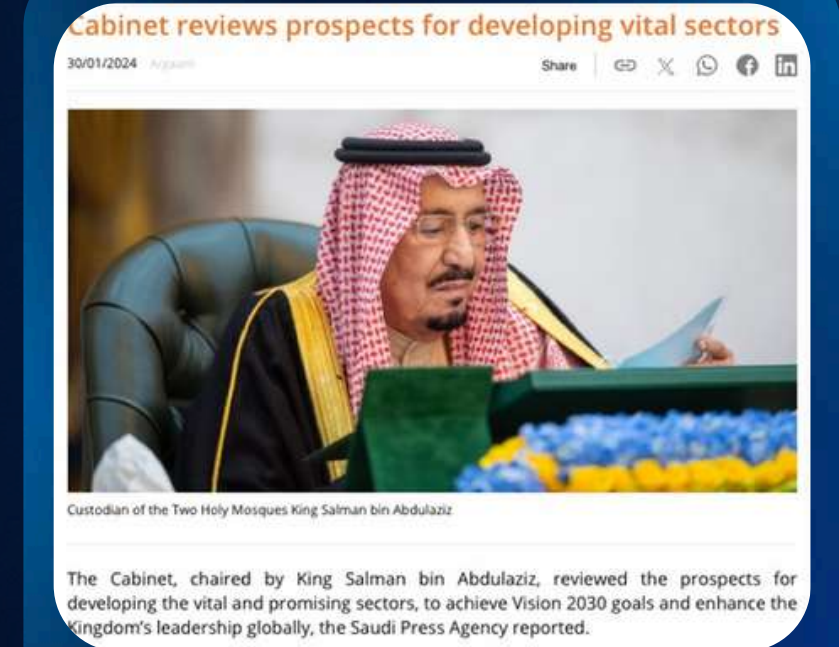 Cabinet reviews prospects for developing vital sectors
30/01/2024 Argaam
Share
Custodian of the Two Holy Mosques King Salman bin Abdulaziz
The Cabinet, chaired by King Salman bin Abdulaziz, reviewed the prospects for
developing the vital and promising sectors, to achieve Vision 2030 goals and enhance the
Kingdom's leadership globally, the Saudi Press Agency reported.